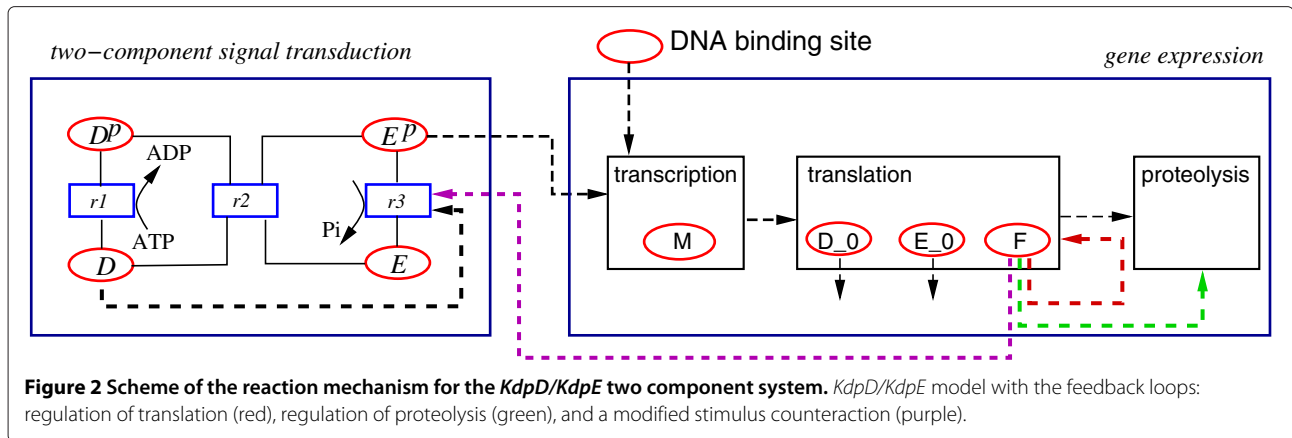 DNA binding site
two-component signal transduction
gene expression
D^p
E^p
ADP
transcription
translation
proteolysis
r1
r2
r3
Pi
ATP
M
D_0
E_0
F
D
E
Figure 2 Scheme of the reaction mechanism for the KdpD/KdpE two component system. KdpD/KdpE model with the feedback loops:
regulation of translation (red), regulation of proteolysis (green), and a modified stimulus counteraction (purple).